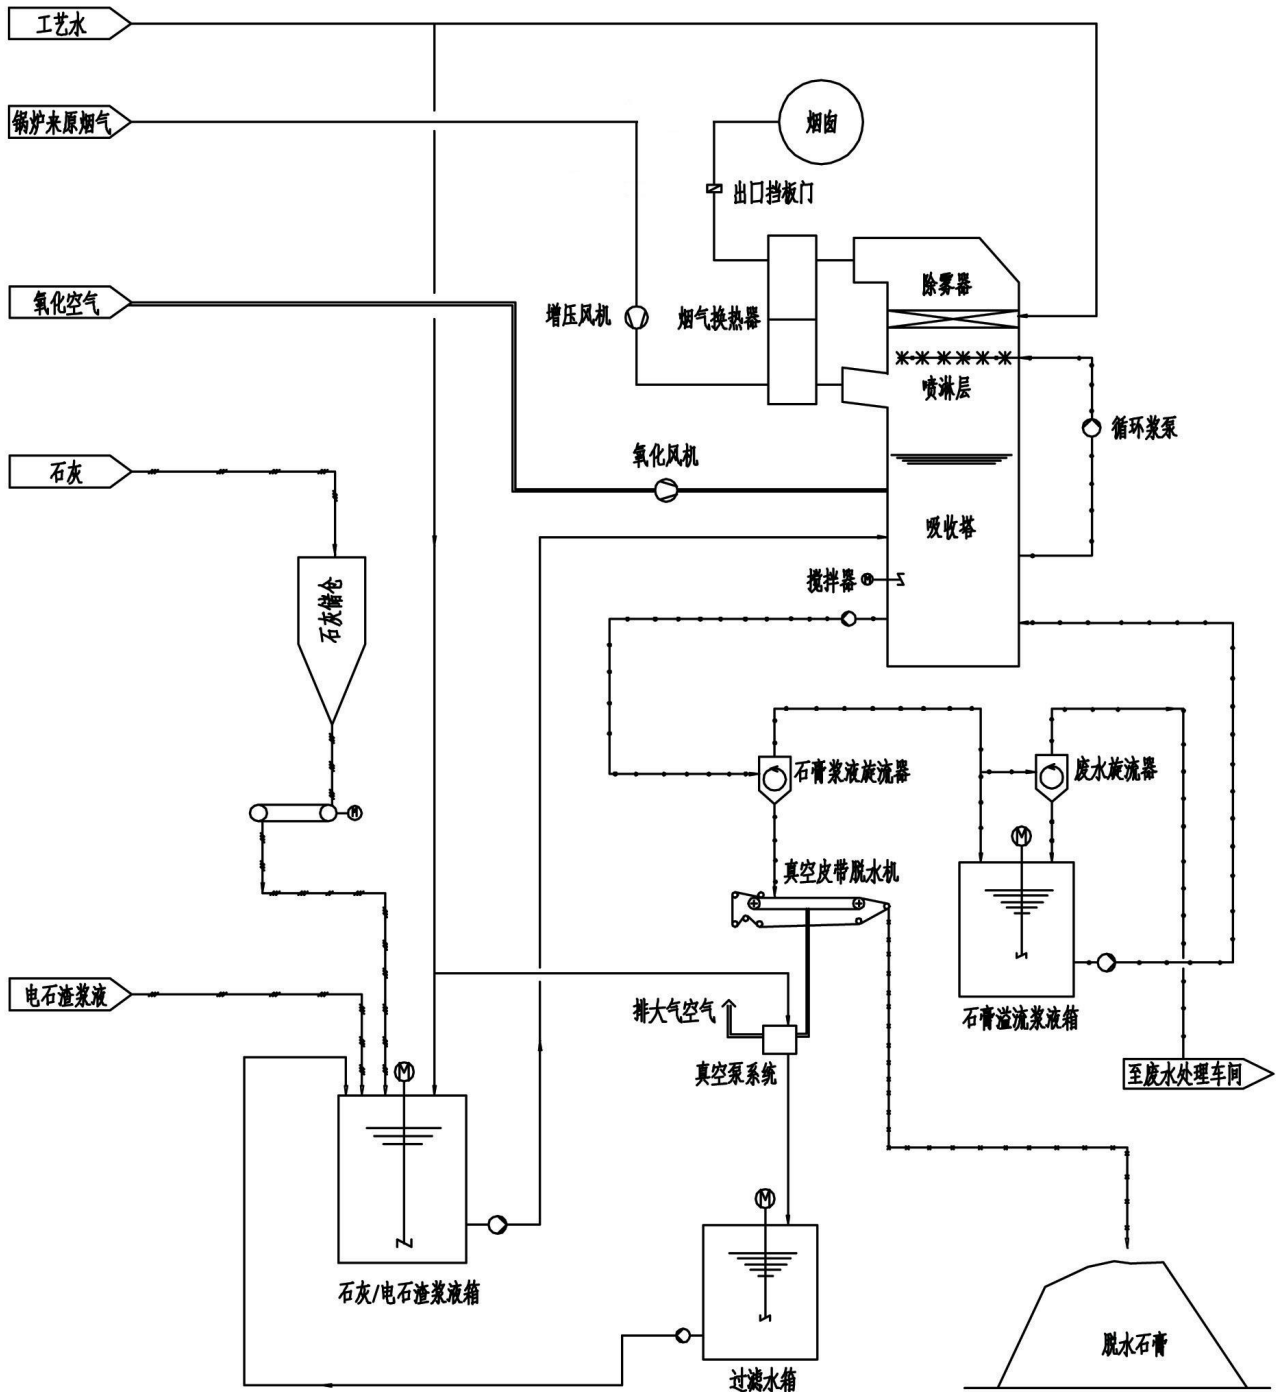 工艺水
锅炉来原烟气
烟囱
出口挡板门
氧化空气
增压风机
烟气换热器
除雾器
喷淋层
循环浆泵
石灰
氧化风机
吸收塔
搅拌器
M
石灰储仓
M
石膏浆液旋流器
废水旋流器
M
真空皮带脱水机
电石渣浆液
排大气空气
石膏溢流浆液箱
真空泵系统
至废水处理车间
M
M
石灰/电石渣浆液箱
脱水石膏
过滤水箱